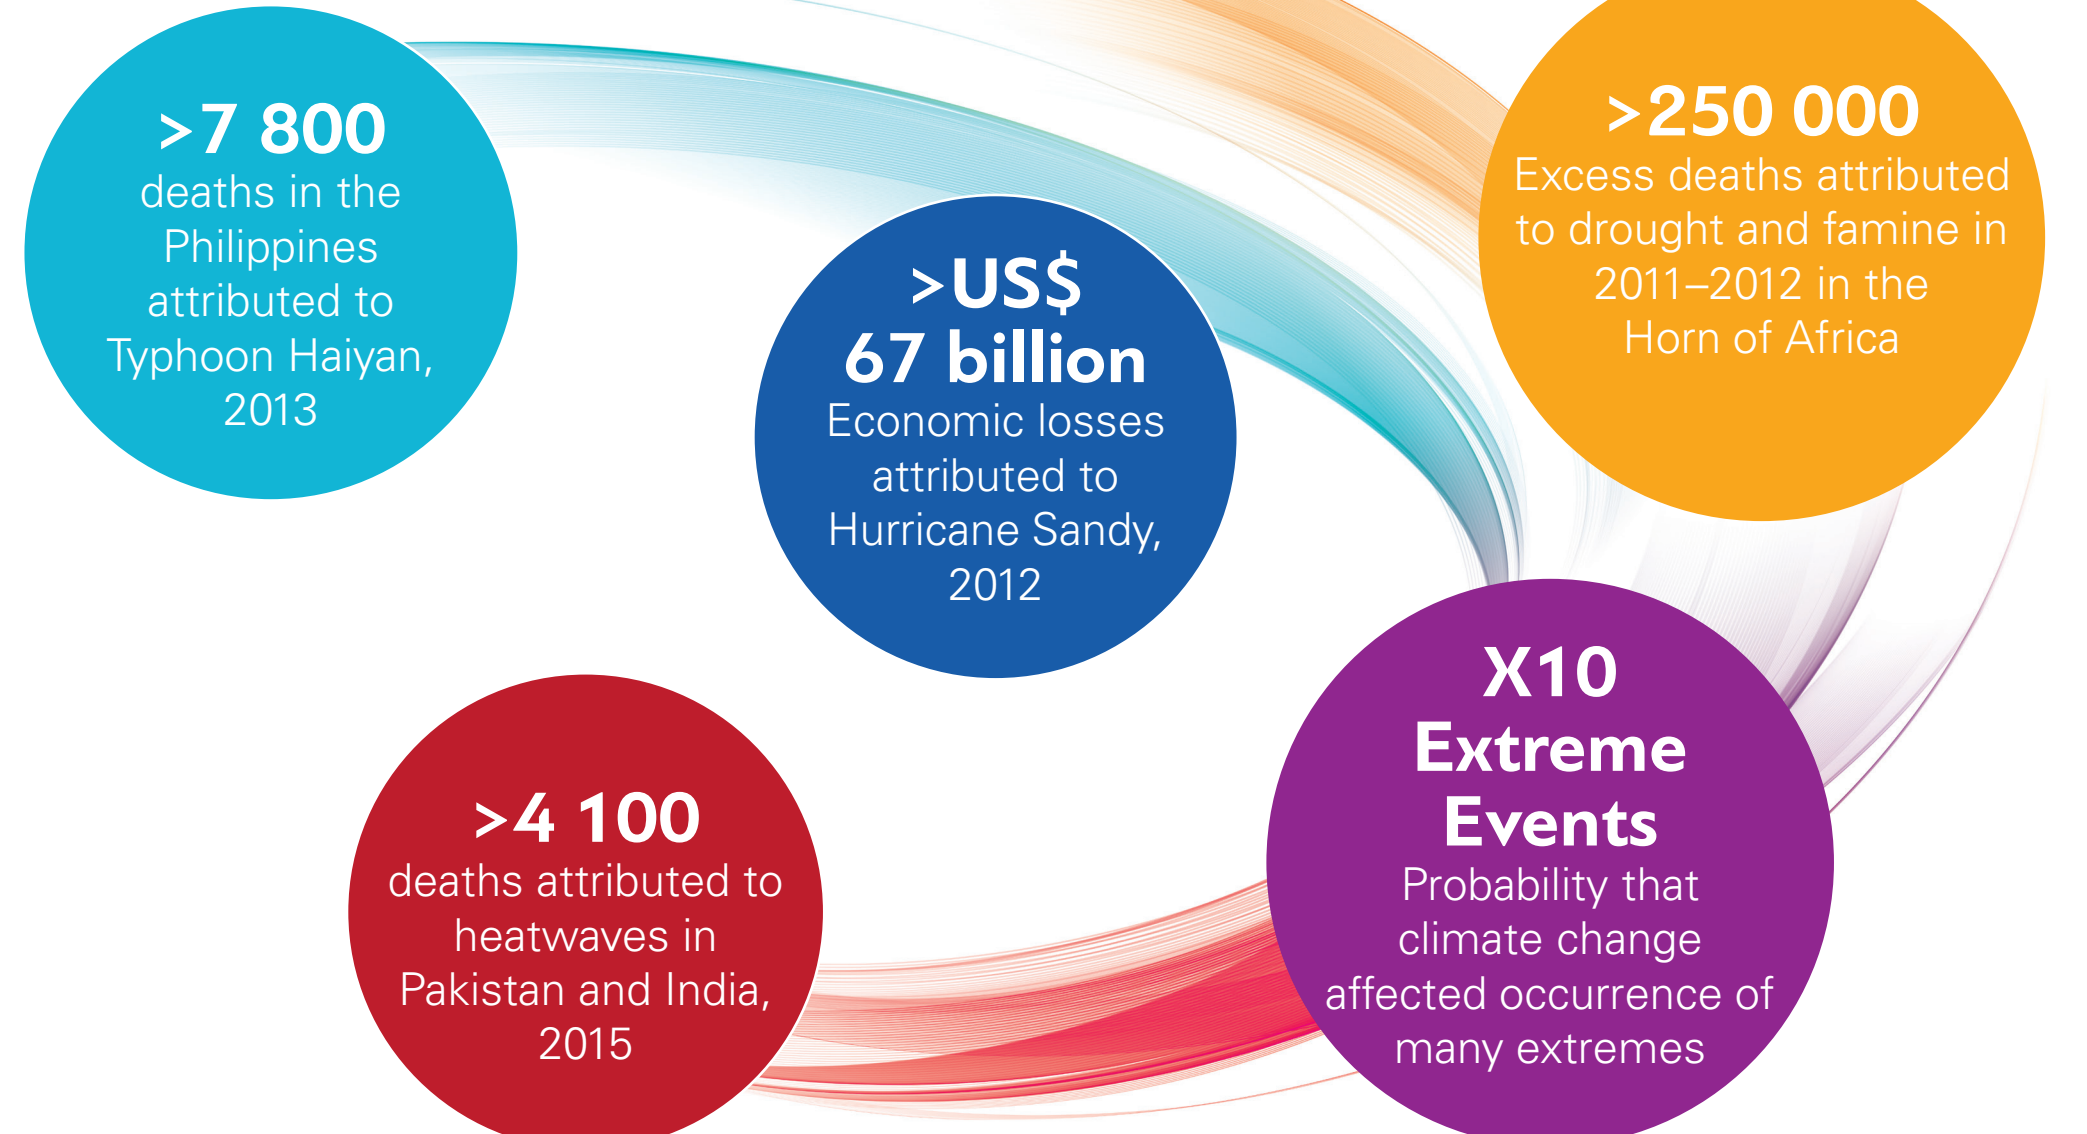 >7 800
deaths in the
Philippines
attributed to
Typhoon Haiyan,
2013
>US$
67 billion
Economic losses
attributed to
Hurricane Sandy,
2012
>250 000
Excess deaths attributed
to drought and famine in
2011–2012 in the
Horn of Africa
>4 100
deaths attributed to
heatwaves in
Pakistan and India,
2015
X10
Extreme
Events
Probability that
climate change
affected occurrence of
many extremes